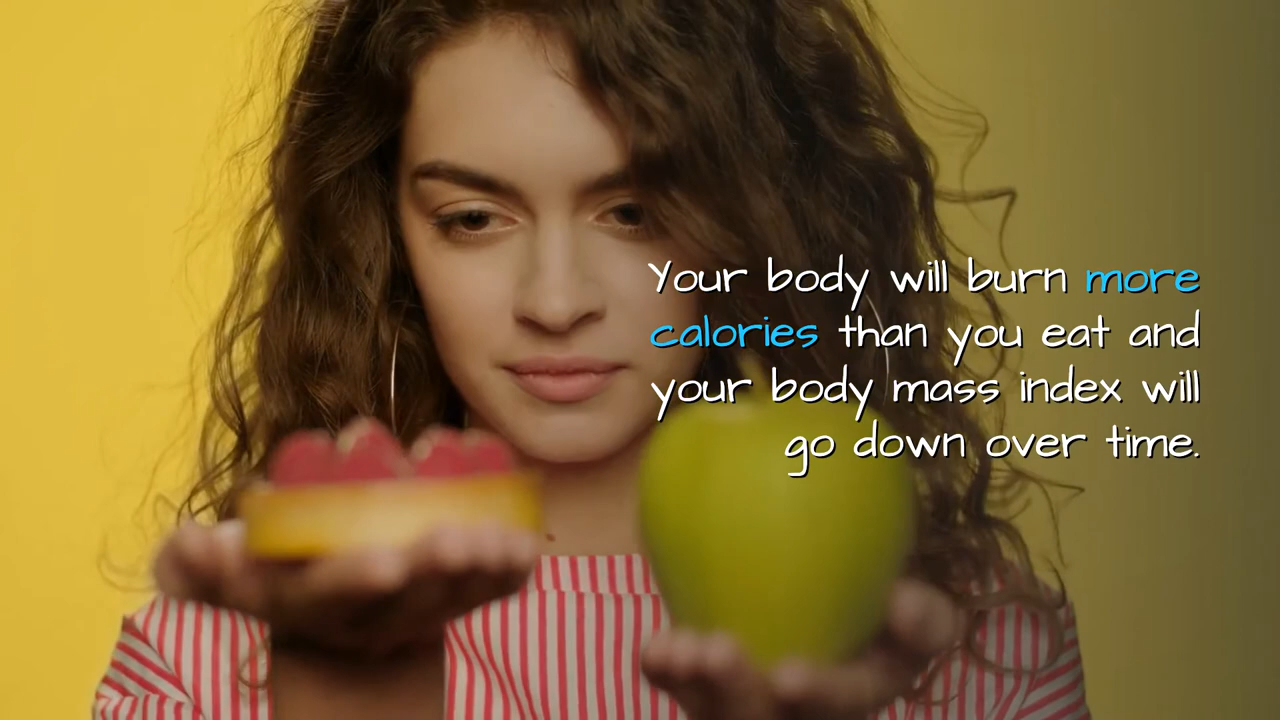 Your body will burn more
calories than you eat and
your body mass index will
go down over time.